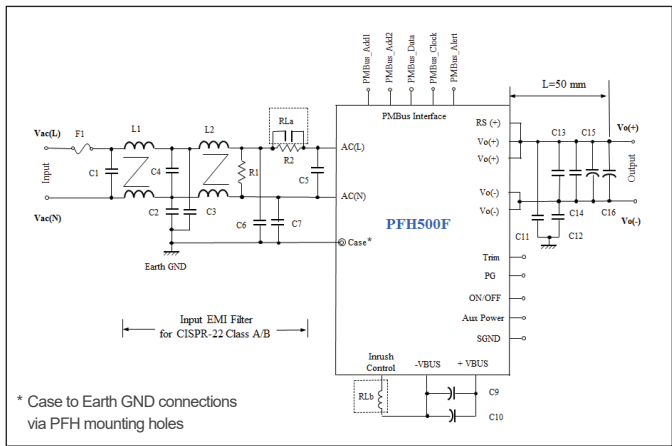 PMBus_Add1
PMBus_Add2
PMBus_Data
PMBus_Clock
PMBus_Alert
L=50 mm
PMBus Interface
RS (+)
Vo(+)
Vo(+)
Vo(+)
C13
C15
Vac(L)
F1
L1
L2
RLa
R2
AC(L)
Input
C1
C4
R1
C5
Output
Vo(-)
Vo(-)
Vo(-)
Vac(N)
C2
C3
C6
C7
AC(N)
PFH500F
C11
C14
C12
C16
Case*
Earth GND
Trim
PG
ON/OFF
Aux Power
SGND
Input EMI Filter
for CISPR-22 Class A/B
Inrush
Control
-VBUS
+ VBUS
RLb
C9
C10
* Case to Earth GND connections
via PFH mounting holes